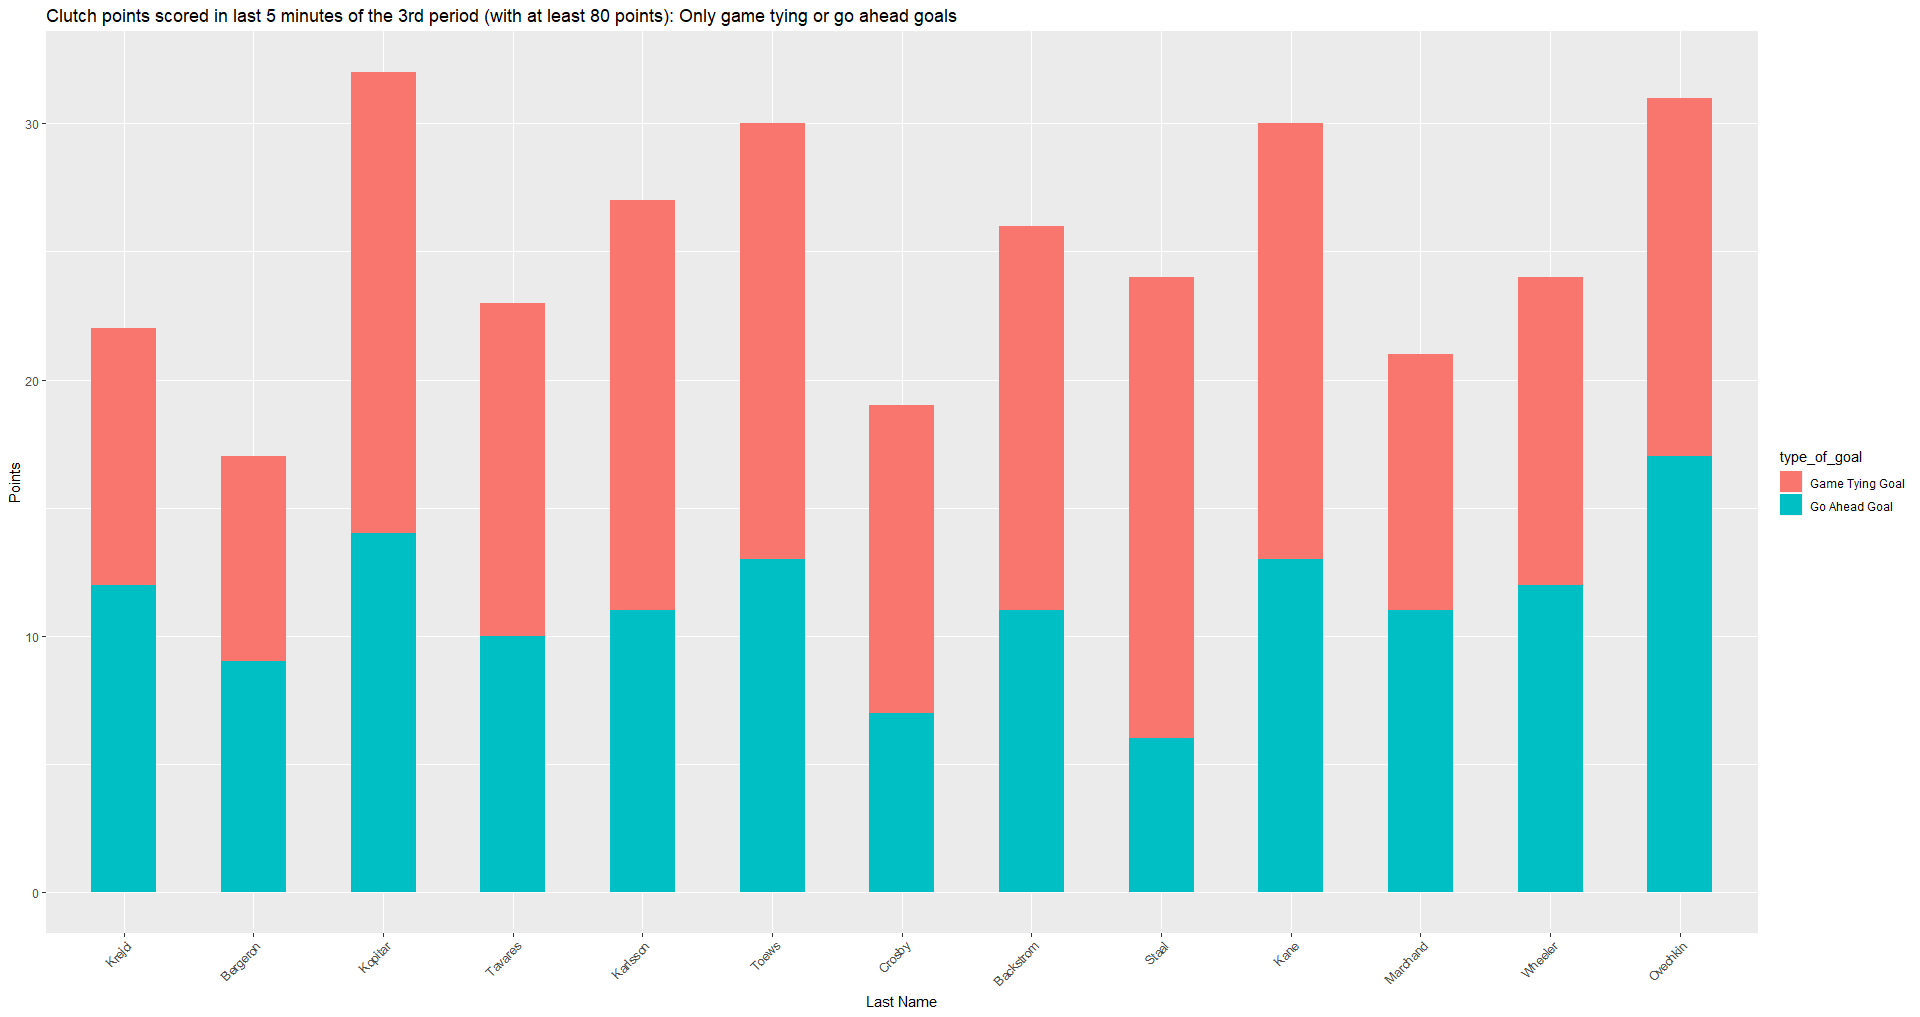 Clutch points scored in last 5 minutes of the 3rd period (with at least 80 points): Only game tying or go ahead goals
Points
30
20
10
0
Krejci
Bergeron
Kopitar
Tavares
Karlsson
Toews
Crosby
Backstrom
Staal
Kane
Marchand
Wheeler
Ovechkin
Last Name
type_of_goal
Game Tying Goal
Go Ahead Goal